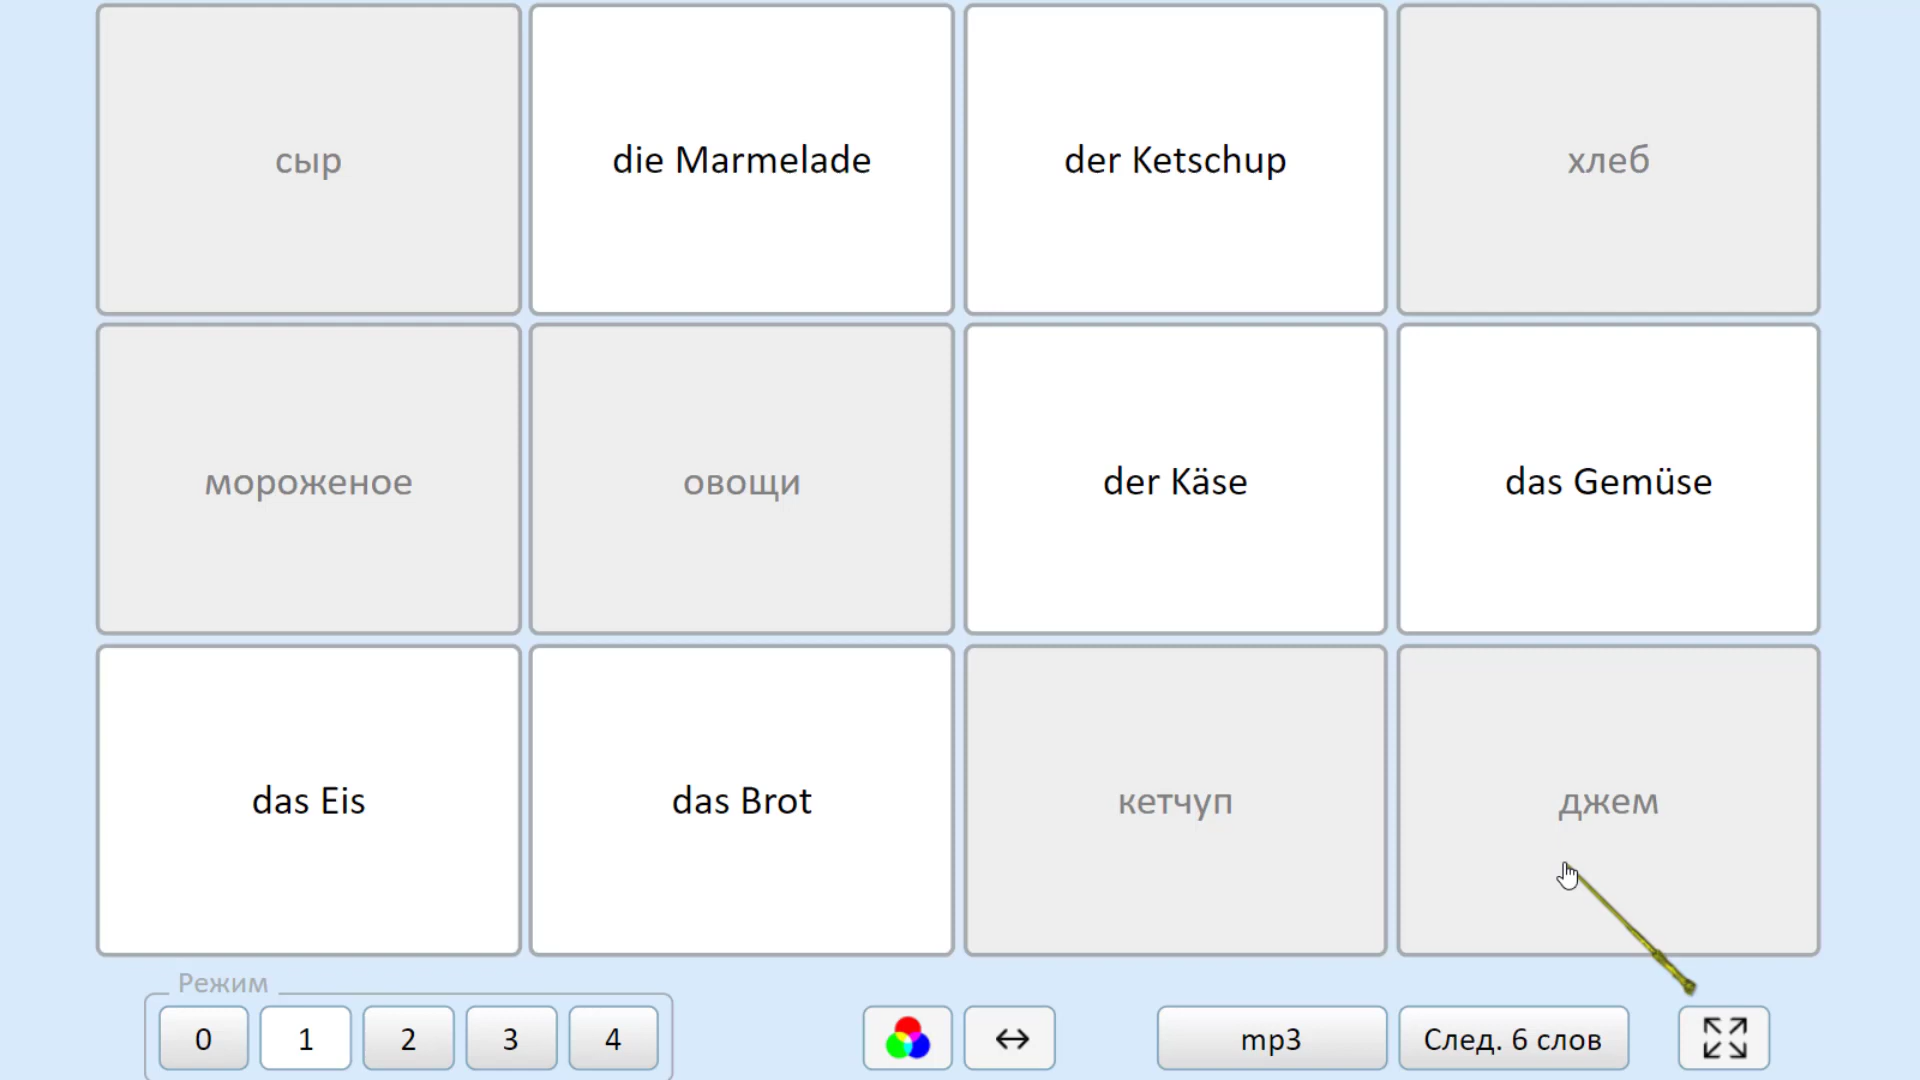 сыр
die Marmelade
der Ketschup
хлеб
мороженое
овощи
der Käse
das Gemüse
das Eis
das Brot
кетчуп
джем
Режим
0
1
2
3
4
mp3
След. 6 слов